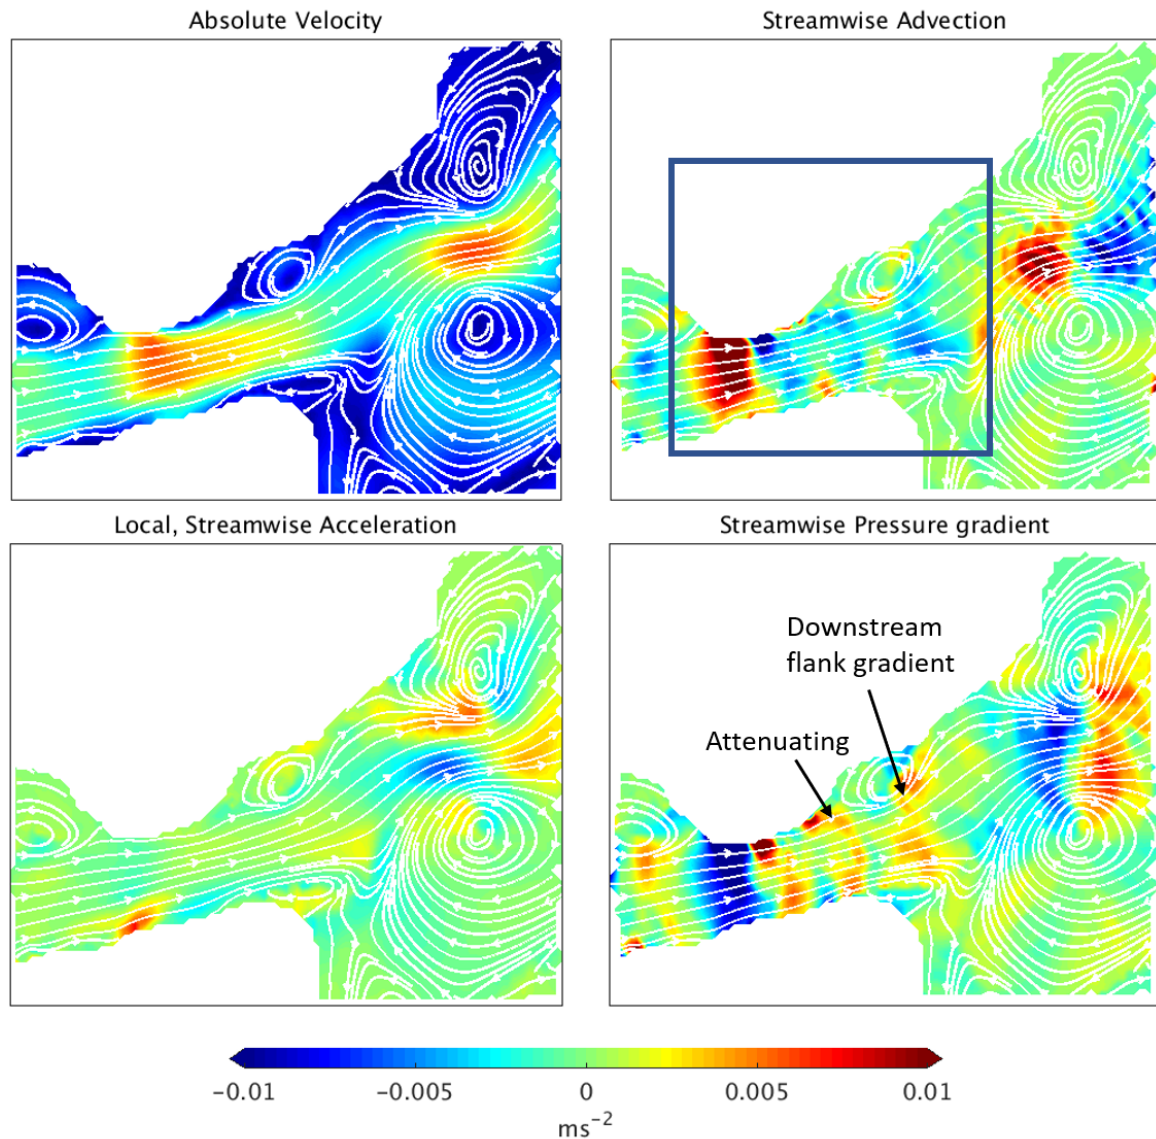 Absolute Velocity
Streamwise Advection
Local, Streamwise Acceleration
Streamwise Pressure gradient
Downstream
flank gradient
Attenuating
−0.01 −0.005 0 0.005 0.01
ms⁻²